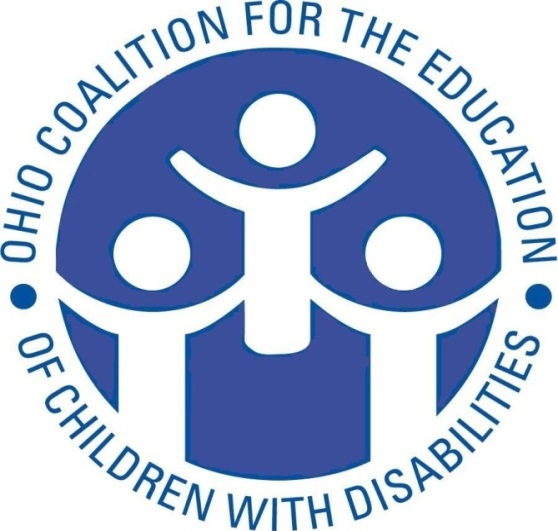 OHIO COALITION FOR THE EDUCATION
OF CHILDREN WITH DISABILITIES